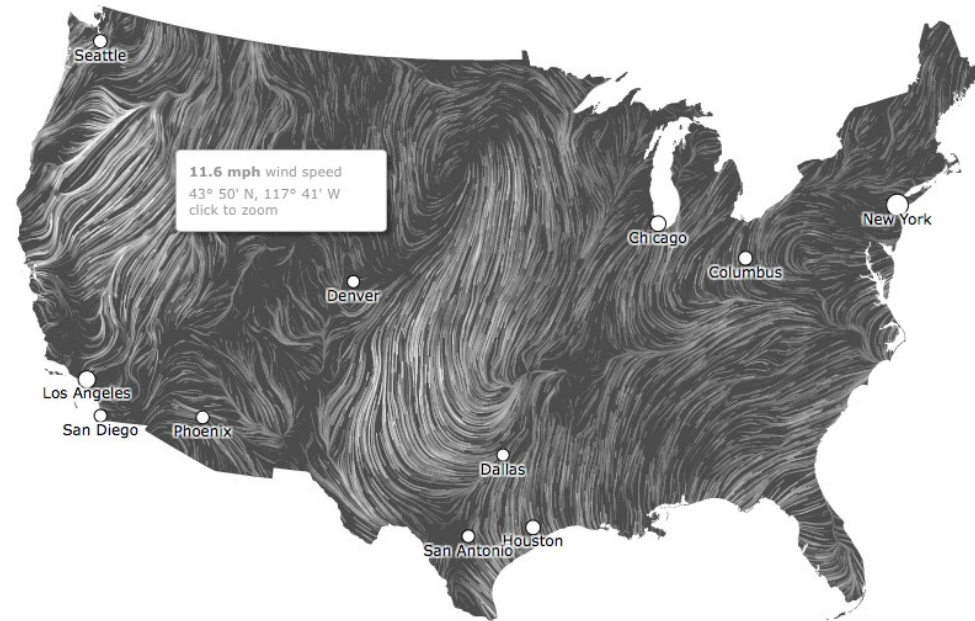 Seattle
11.6 mph wind speed
43° 50' N, 117° 41' W
click to zoom
New York
Chicago
Columbus
Denver
Los Angeles
San Diego
Phoenix
Dallas
Houston
San Antonio